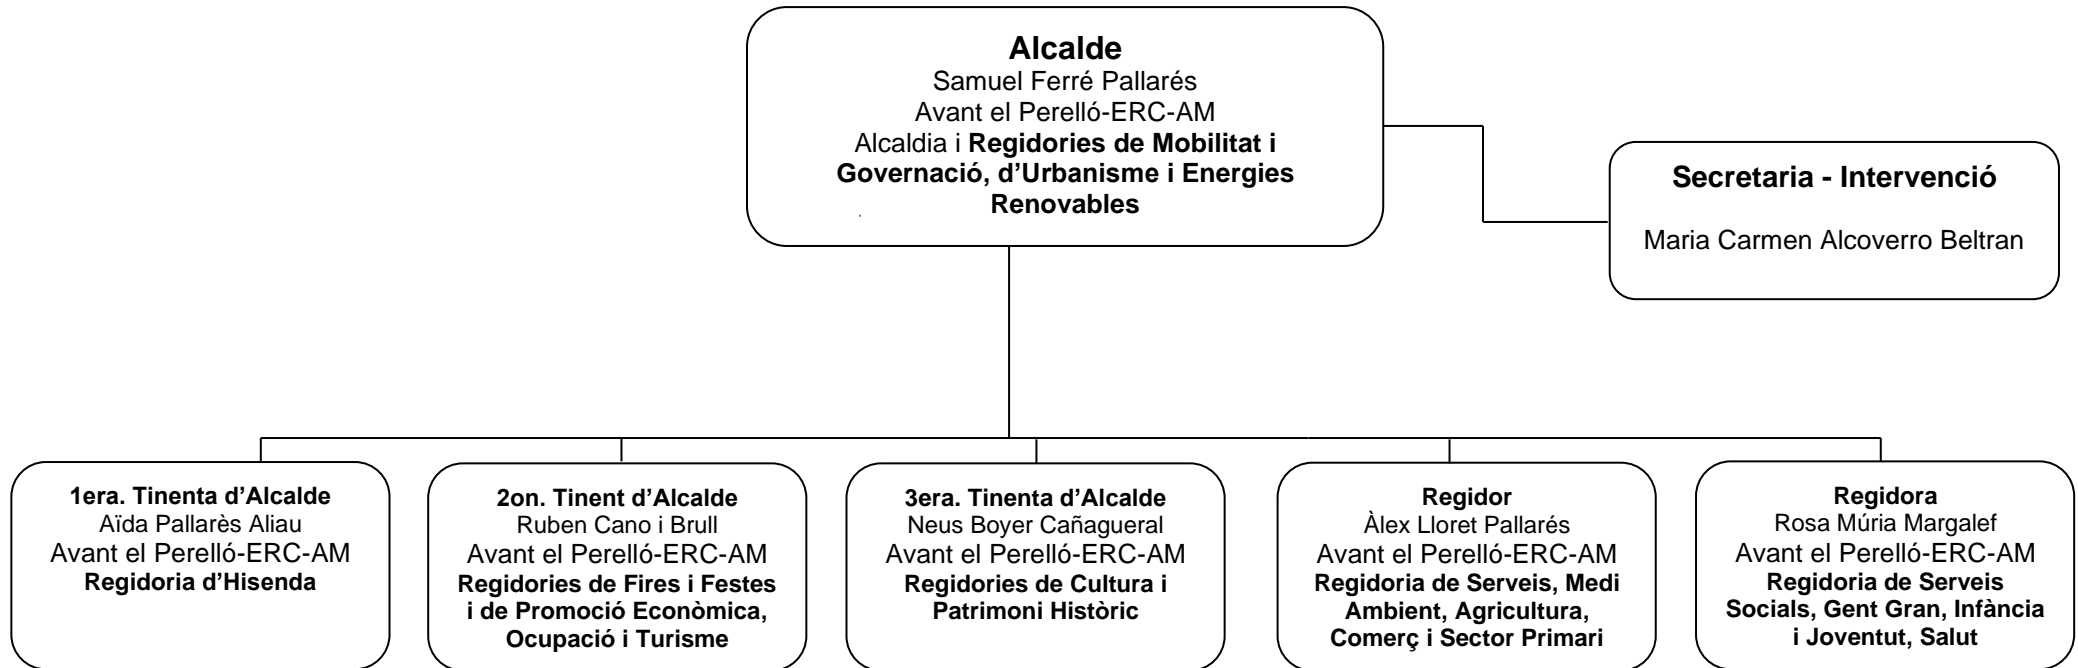 Alcalde
Samuel Ferré Pallarés
Avant el Perelló-ERC-AM
Alcaldia i Regidories de Mobilitat i
Governació, d’Urbanisme i Energies
Renovables
Secretaria - Intervenció
Maria Carmen Alcoverro Beltran
1era. Tinenta d’Alcalde
Aïda Pallarès Aliau
Avant el Perelló-ERC-AM
Regidoria d’Hisenda
2on. Tinent d’Alcalde
Ruben Cano i Brull
Avant el Perelló-ERC-AM
Regidories de Fires i Festes
i de Promoció Econòmica,
Ocupació i Turisme
3era. Tinenta d’Alcalde
Neus Boyer Cañagueral
Avant el Perelló-ERC-AM
Regidories de Cultura i
Patrimoni Històric
Regidor
Àlex Lloret Pallarés
Avant el Perelló-ERC-AM
Regidoria de Serveis, Medi
Ambient, Agricultura,
Comerç i Sector Primari
Regidora
Rosa Múria Margalef
Avant el Perelló-ERC-AM
Regidoria de Serveis
Socials, Gent Gran, Infància
i Joventut, Salut